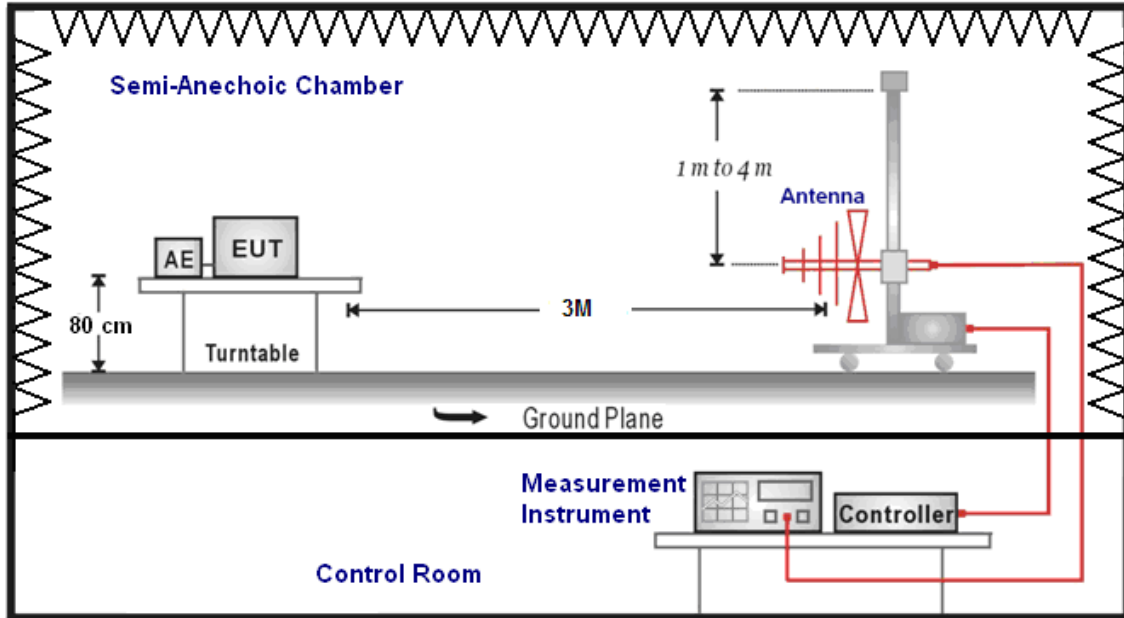 Semi-Anechoic Chamber
1 m to 4 m
Antenna
AE
EUT
3M
80 cm
Turntable
Ground Plane
Measurement
Instrument
Controller
Control Room